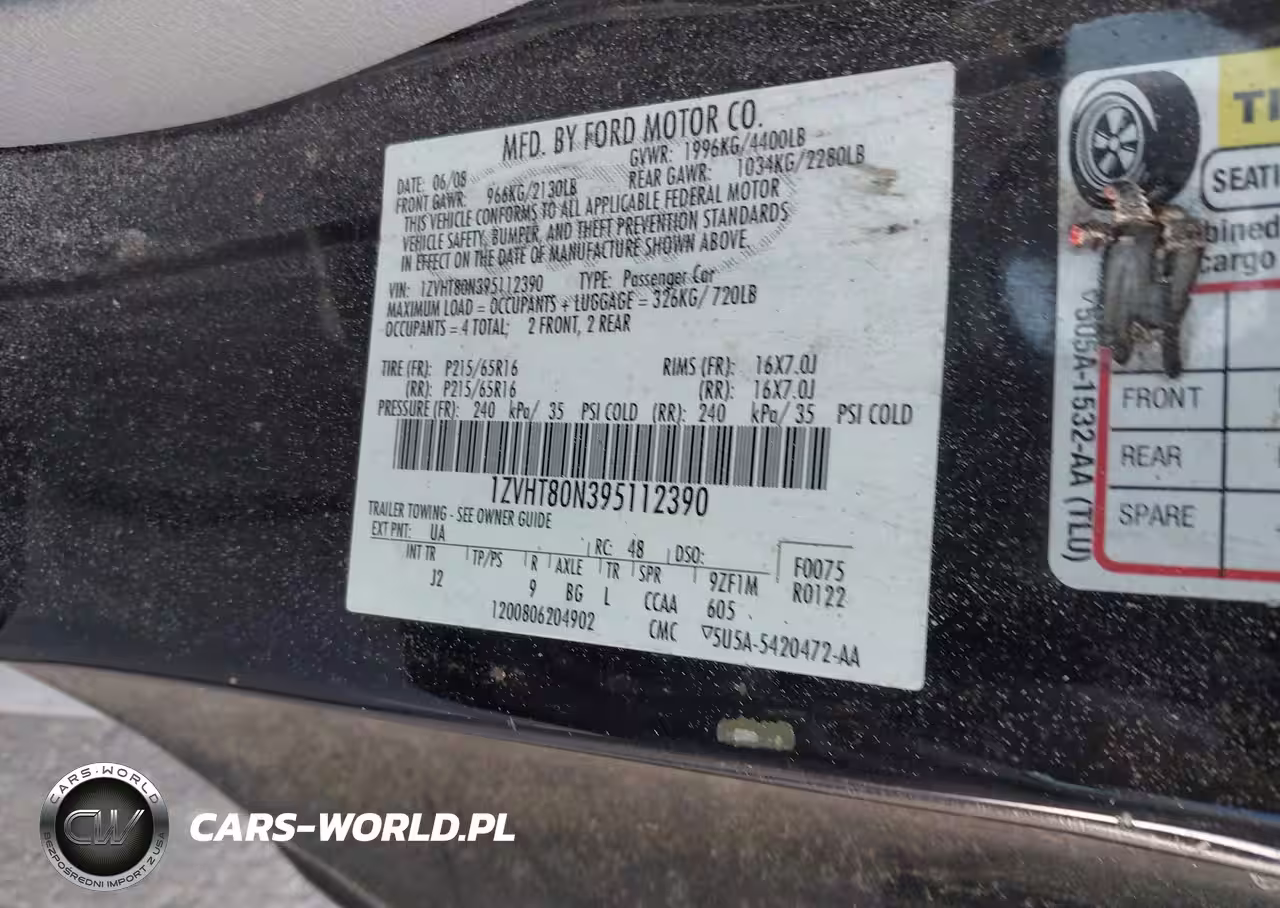 MFD. BY FORD MOTOR CO.
DATE: 06/08 GVWR: 1996KG/4400LB
FRONT GAWR: 966KG/2130LB REAR GAWR: 1034KG/2280LB
THIS VEHICLE CONFORMS TO ALL APPLICABLE FEDERAL MOTOR
VEHICLE SAFETY, BUMPER, AND THEFT PREVENTION STANDARDS
IN EFFECT ON THE DATE OF MANUFACTURE SHOWN ABOVE.
VIN: 1ZVHT80N395112390 TYPE: Passenger Car
MAXIMUM LOAD = OCCUPANTS + LUGGAGE = 326KG/ 720LB
OCCUPANTS = 4 TOTAL; 2 FRONT, 2 REAR
TIRE (FR): P215/65R16 RIMS (FR): 16X7.0J
(RR): P215/65R16 (RR): 16X7.0J
PRESSURE (FR): 240 kPa/ 35 PSI COLD (RR): 240 kPa/ 35 PSI COLD
1ZVHT80N395112390
TRAILER TOWING - SEE OWNER GUIDE
EXT PNT: UA RC: 48 DSO: F0075
INT TR TP/PS R AXLE TR SPR 9ZF1M R0122
J2 9 BG L CCAA 605
1200806204902 CMC ▽5U5A-5420472-AA
TI
SEATI
bined
cargo
FRONT
REAR
SPARE
▽5U5A-1532-AA (TLU)
CARS-WORLD
CW
BEZPOŚREDNI IMPORT Z USA
CARS-WORLD.PL